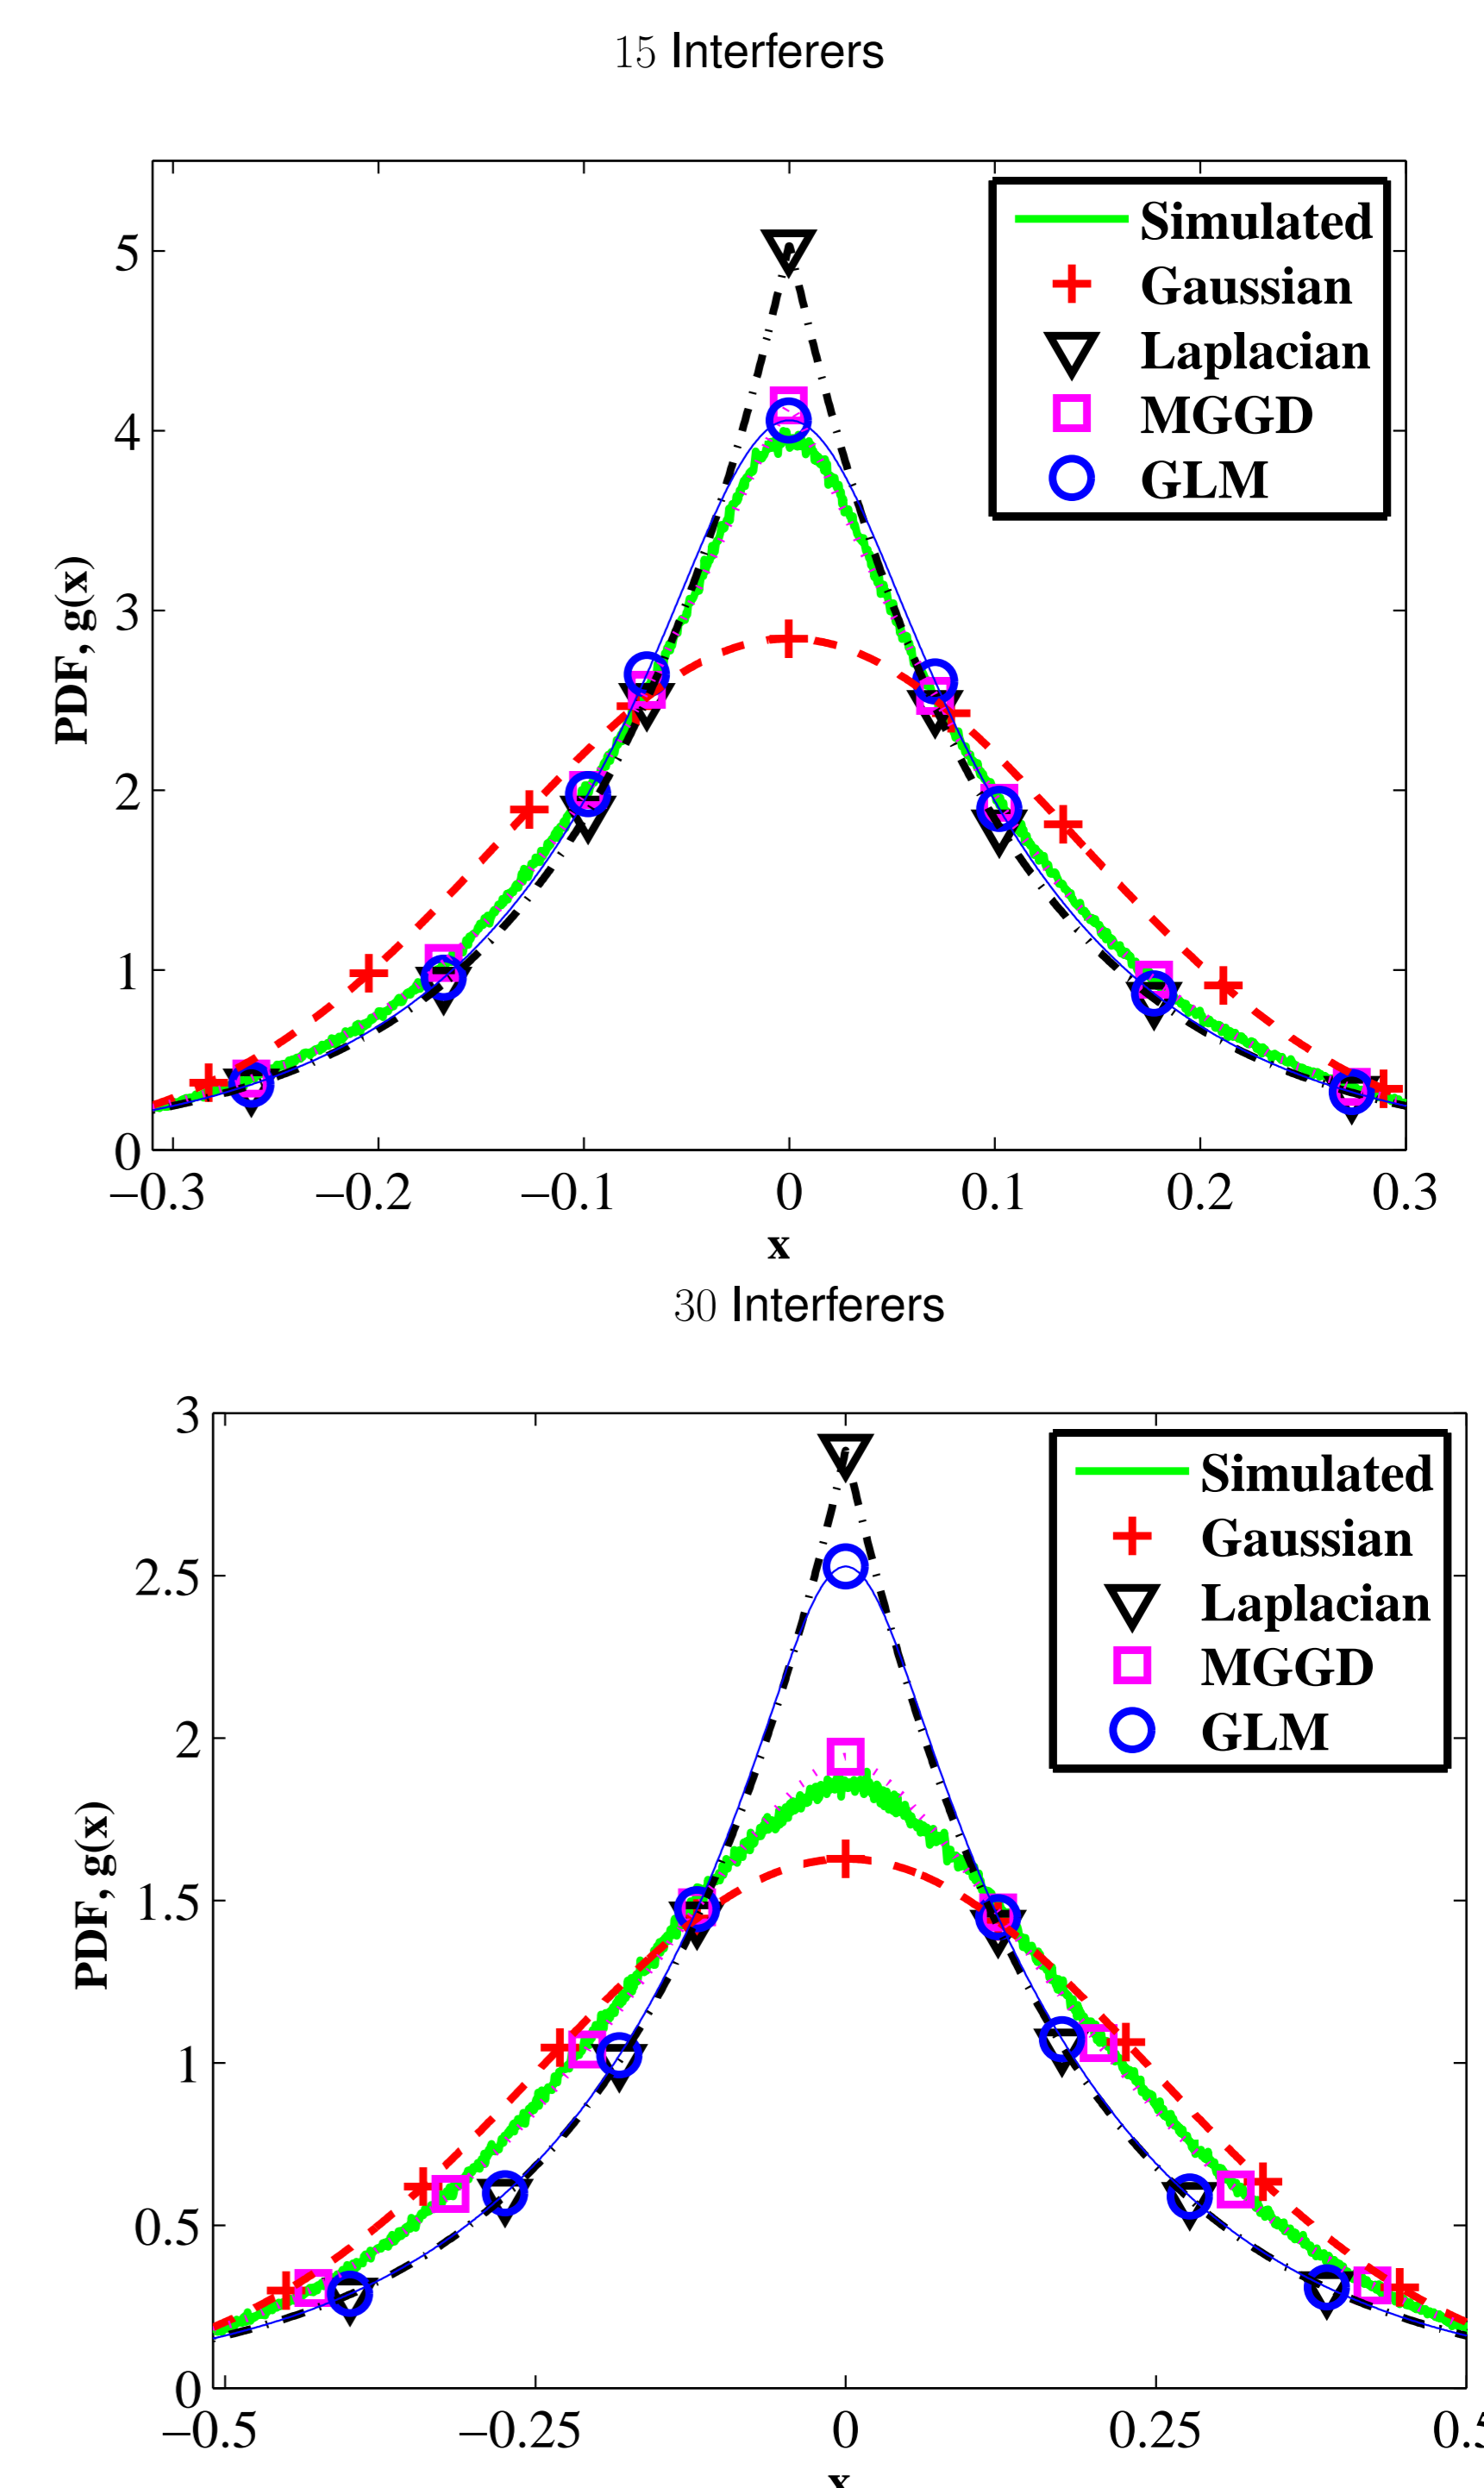 15 Interferers
5
4
3
2
1
0
PDF, g(x)
Simulated
Gaussian
Laplacian
MGGD
GLM
−0.3 −0.2 −0.1 0 0.1 0.2 0.3
x
30 Interferers
3
2.5
2
1.5
1
0.5
0
PDF, g(x)
Simulated
Gaussian
Laplacian
MGGD
GLM
−0.5 −0.25 0 0.25 0.5
x